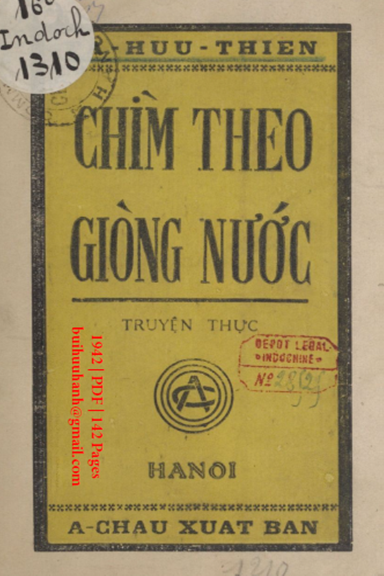 Indoch
1310
R-HUU-THIEN
CHÌM THEO
GIÒNG NƯỚC
TRUYỆN THỰC
DEPOT LEGAL
INDOCHINE
Nº
AC
HANOI
A-CHAU XUAT BAN
1942 | PDF | 142 Pages
buihuuhanh@gmail.com